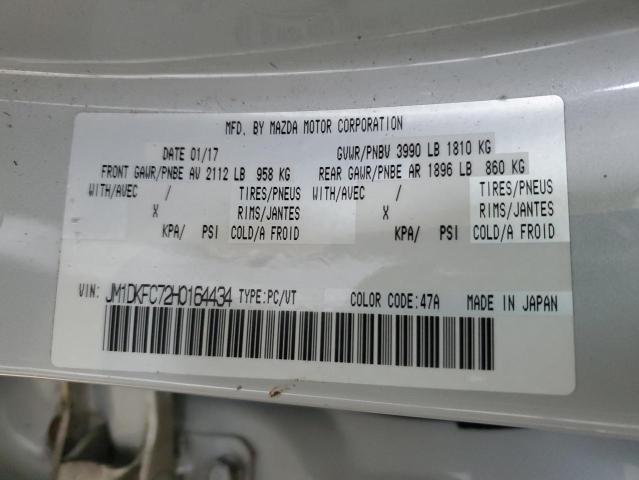 MFD. BY MAZDA MOTOR CORPORATION
DATE 01/17 GVWR/PNBV 3990 LB 1810 KG
FRONT GAWR/PNBE AV 2112 LB 958 KG REAR GAWR/PNBE AR 1896 LB 860 KG
WITH/AVEC / TIRES/PNEUS WITH/AVEC / TIRES/PNEUS
X RIMS/JANTES X RIMS/JANTES
KPA/ PSI COLD/A FROID KPA/ PSI COLD/A FROID
VIN: JM1DKFC72H0164434 TYPE:PC/VT COLOR CODE:47A MADE IN JAPAN